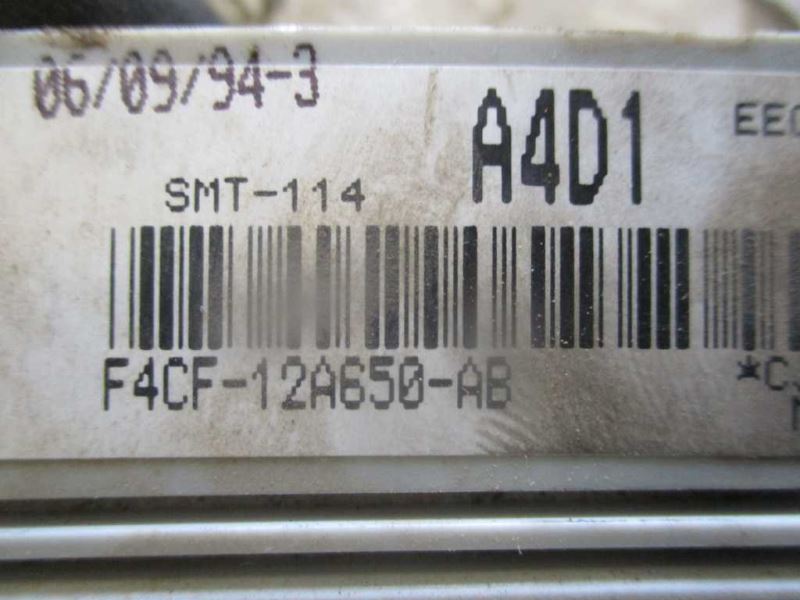 06/09/94-3
A4D1
EEC
SMT-114
F4CF-12A650-AB
*C